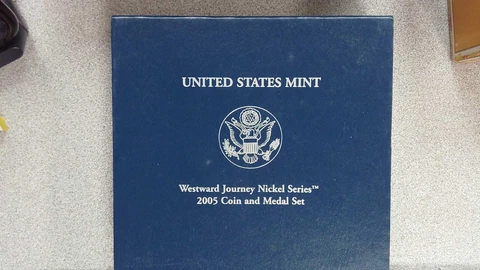 UNITED STATES MINT
Westward Journey Nickel Series™
2005 Coin and Medal Set